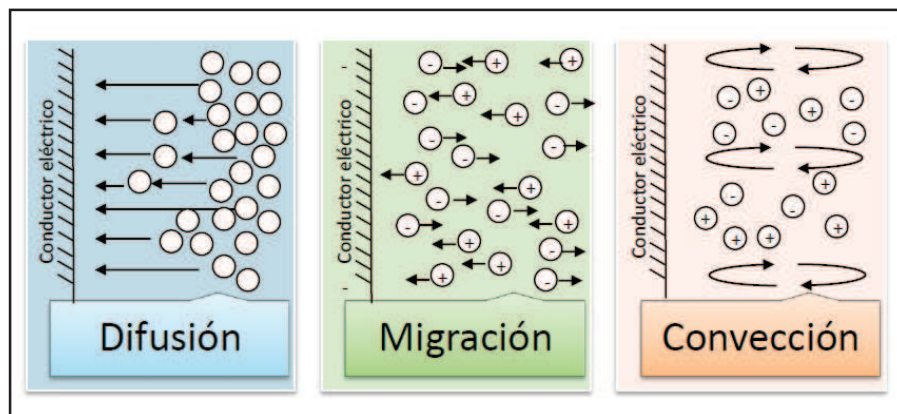 Conductor eléctrico
Difusión
Conductor eléctrico
Migración
Conductor eléctrico
Convección